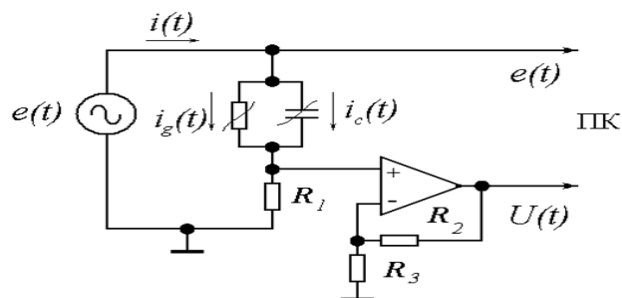 i(t)
e(t)
e(t)
i_g(t)
i_c(t)
ПК
+
-
R_1
R_2
U(t)
R_3